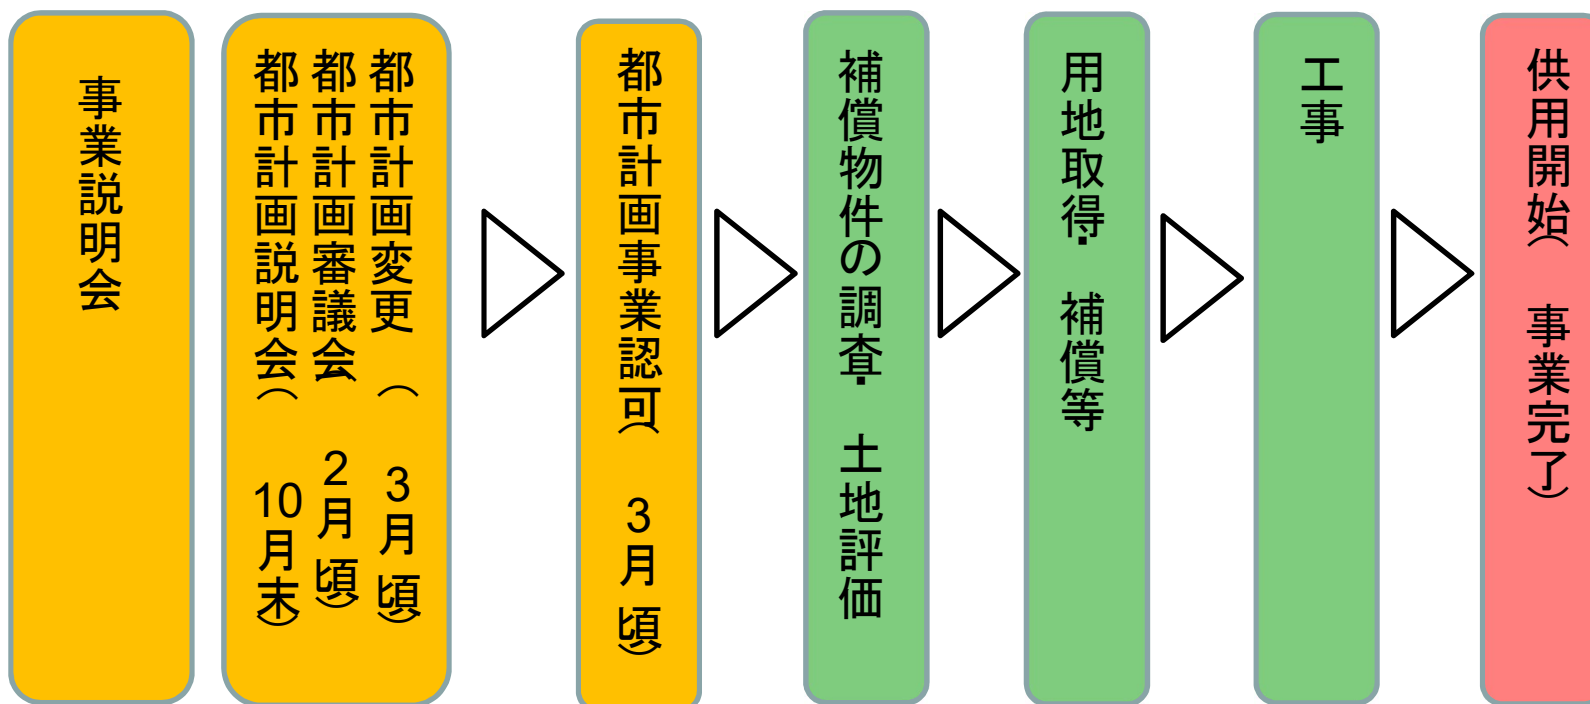 事業説明会
都市計画説明会（10月末）
都市計画審議会（2月頃）
都市計画変更（3月頃）
都市計画事業認可（3月頃）
補償物件の調査・土地評価
用地取得・補償等
工事
供用開始（事業完了）